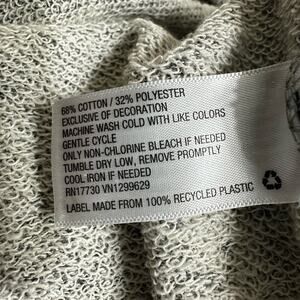 68% COTTON / 32% POLYESTER
EXCLUSIVE OF DECORATION
MACHINE WASH COLD WITH LIKE COLORS
GENTLE CYCLE
ONLY NON-CHLORINE BLEACH IF NEEDED
TUMBLE DRY LOW, REMOVE PROMPTLY
COOL IRON IF NEEDED
RN17730 VN1299629
LABEL MADE FROM 100% RECYCLED PLASTIC